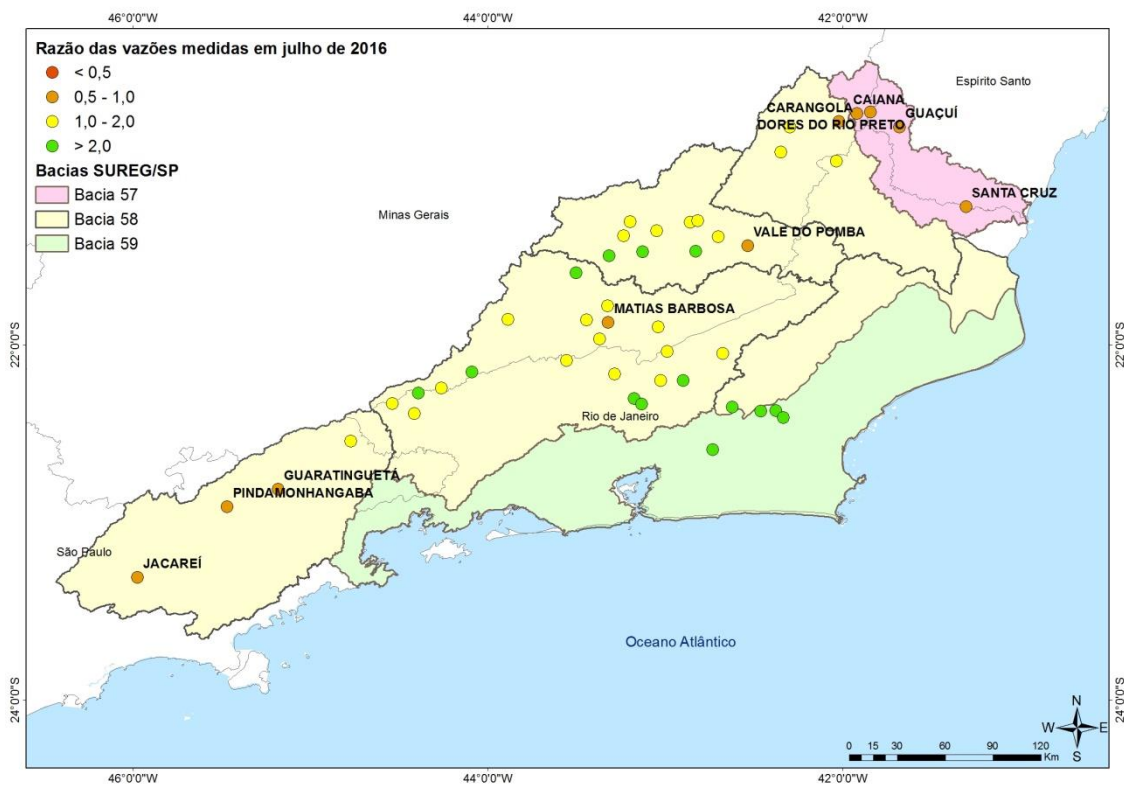 46°0'0"W 44°0'0"W 42°0'0"W
Razão das vazões medidas em julho de 2016
< 0,5
0,5 - 1,0
1,0 - 2,0
> 2,0
Bacias SUREG/SP
Bacia 57
Bacia 58
Bacia 59
Espírito Santo
CARANGOLA CAIANA
GUAÇUÍ
DORES DO RIO PRETO
SANTA CRUZ
Minas Gerais
VALE DO POMBA
MATIAS BARBOSA
22°0'0"S 22°0'0"S
Rio de Janeiro
GUARATINGUETÁ
PINDAMONHANGABA
São Paulo
JACAREÍ
Oceano Atlântico
24°0'0"S 24°0'0"S
N
W E
S
0 15 30 60 90 120
Km
46°0'0"W 44°0'0"W 42°0'0"W